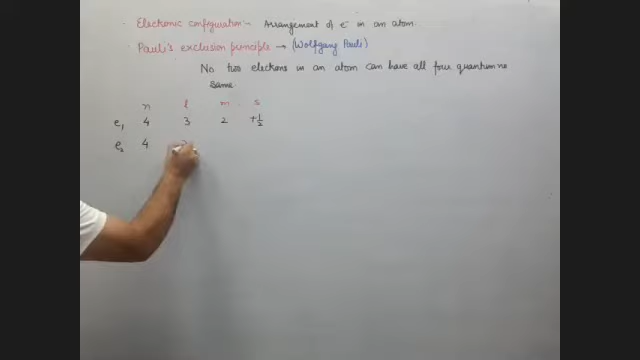 Electronic configuration - Arrangement of e⁻ in an atom.
Pauli's exclusion principle → (Wolfgang Pauli)
No two electons in an atom can have all four quantum no
same.
n l m s
e₁ 4 3 2 +1/2
e₂ 4